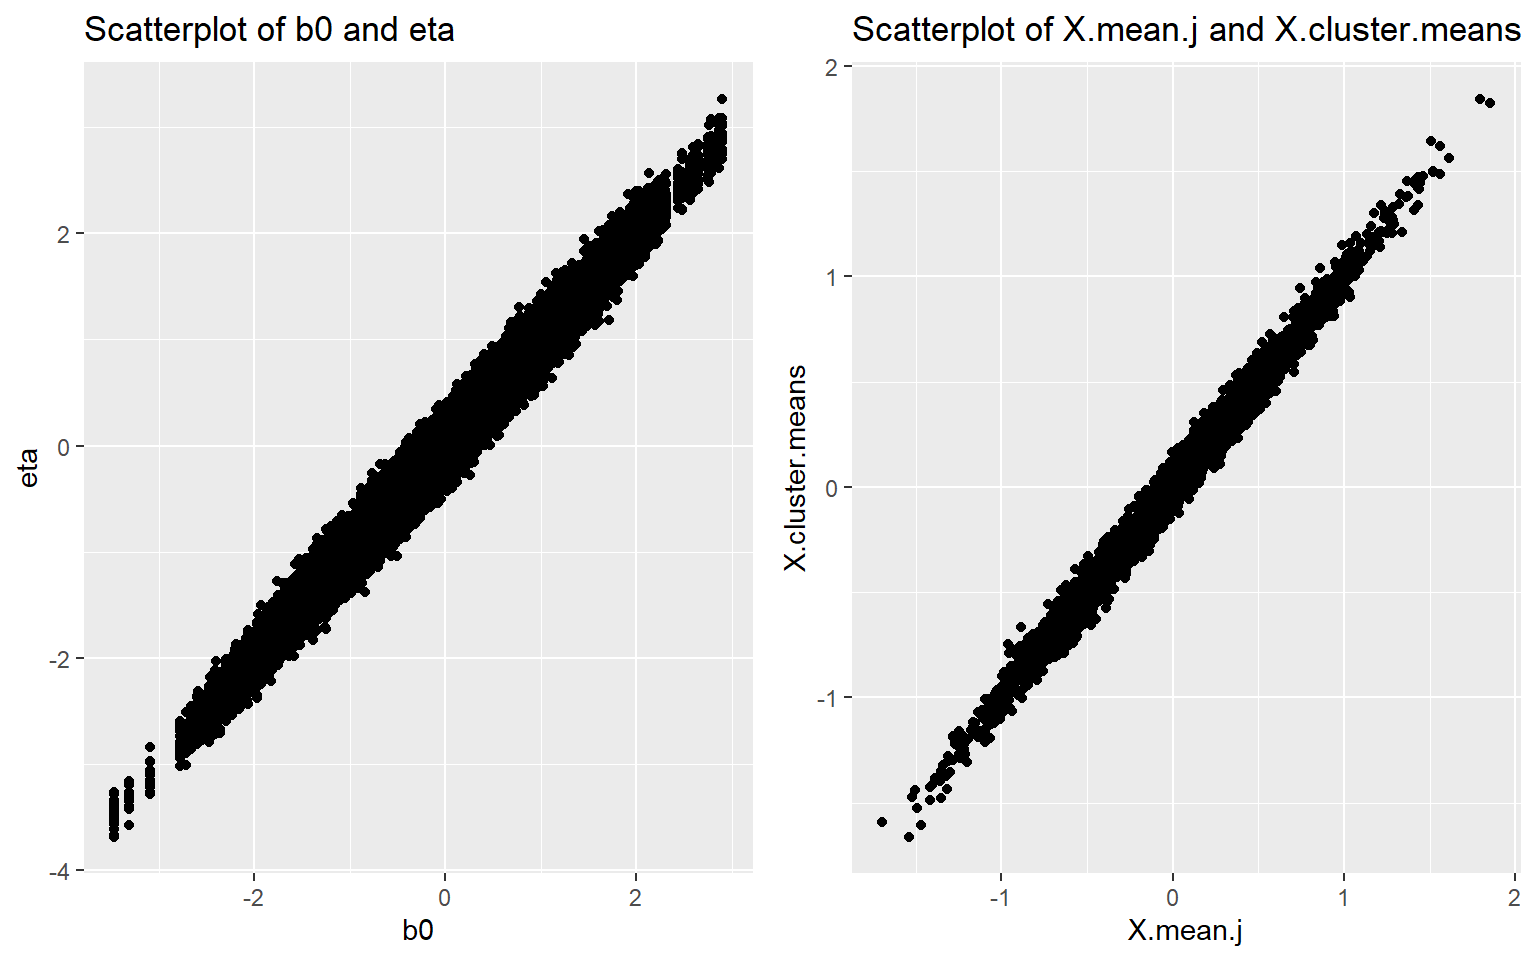 Scatterplot of b0 and eta
eta
2
0
-2
-4
-2
0
2
b0
Scatterplot of X.mean.j and X.cluster.means
X.cluster.means
2
1
0
-1
-1
0
1
2
X.mean.j